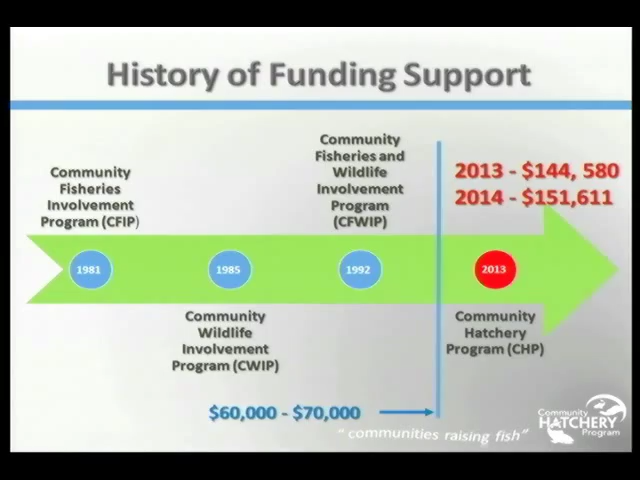 History of Funding Support
Community
Fisheries
Involvement
Program (CFIP)
Community
Fisheries and
Wildlife
Involvement
Program
(CFWIP)
2013 - $144, 580
2014 - $151,611
1981
1985
1992
2013
Community
Wildlife
Involvement
Program (CWIP)
Community
Hatchery
Program (CHP)
$60,000 - $70,000
"communities raising fish"
Community
HATCHERY
Program